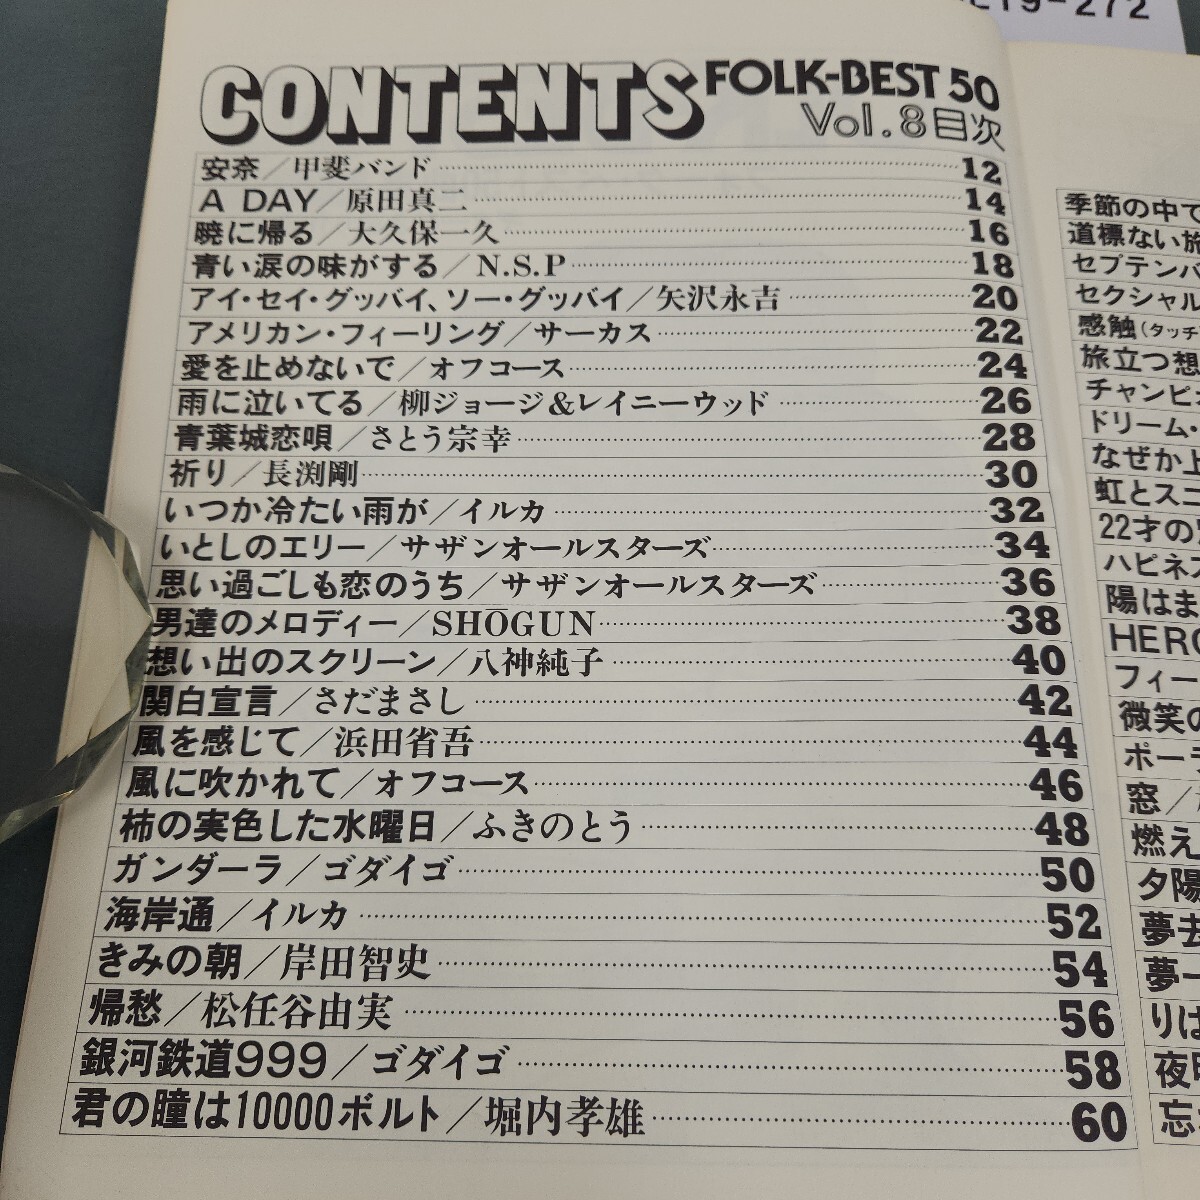 E19-272
CONTENTS FOLK-BEST 50
Vol.8目次
安奈／甲斐バンド 12
A DAY／原田真二 14
暁に帰る／大久保一久 16
青い涙の味がする／N.S.P 18
アイ・セイ・グッバイ、ソー・グッバイ／矢沢永吉 20
アメリカン・フィーリング／サーカス 22
愛を止めないで／オフコース 24
雨に泣いてる／柳ジョージ&レイニーウッド 26
青葉城恋唄／さとう宗幸 28
祈り／長渕剛 30
いつか冷たい雨が／イルカ 32
いとしのエリー／サザンオールスターズ 34
思い過ごしも恋のうち／サザンオールスターズ 36
男達のメロディー／SHŌGUN 38
想い出のスクリーン／八神純子 40
関白宣言／さだまさし 42
風を感じて／浜田省吾 44
風に吹かれて／オフコース 46
柿の実色した水曜日／ふきのとう 48
ガンダーラ／ゴダイゴ 50
海岸通／イルカ 52
きみの朝／岸田智史 54
帰愁／松任谷由実 56
銀河鉄道999／ゴダイゴ 58
君の瞳は10000ボルト／堀内孝雄 60
季節の中で
道標ない旅
セプテンバ
セクシャル
感触(タッチ
旅立つ想
チャンピオ
ドリーム・
なぜか上
虹とスニ
22才の
ハピネス
陽はま
HERO
フィー
微笑の
ポーラ
窓／
燃え
夕陽
夢去
夢一
りは
夜明
忘